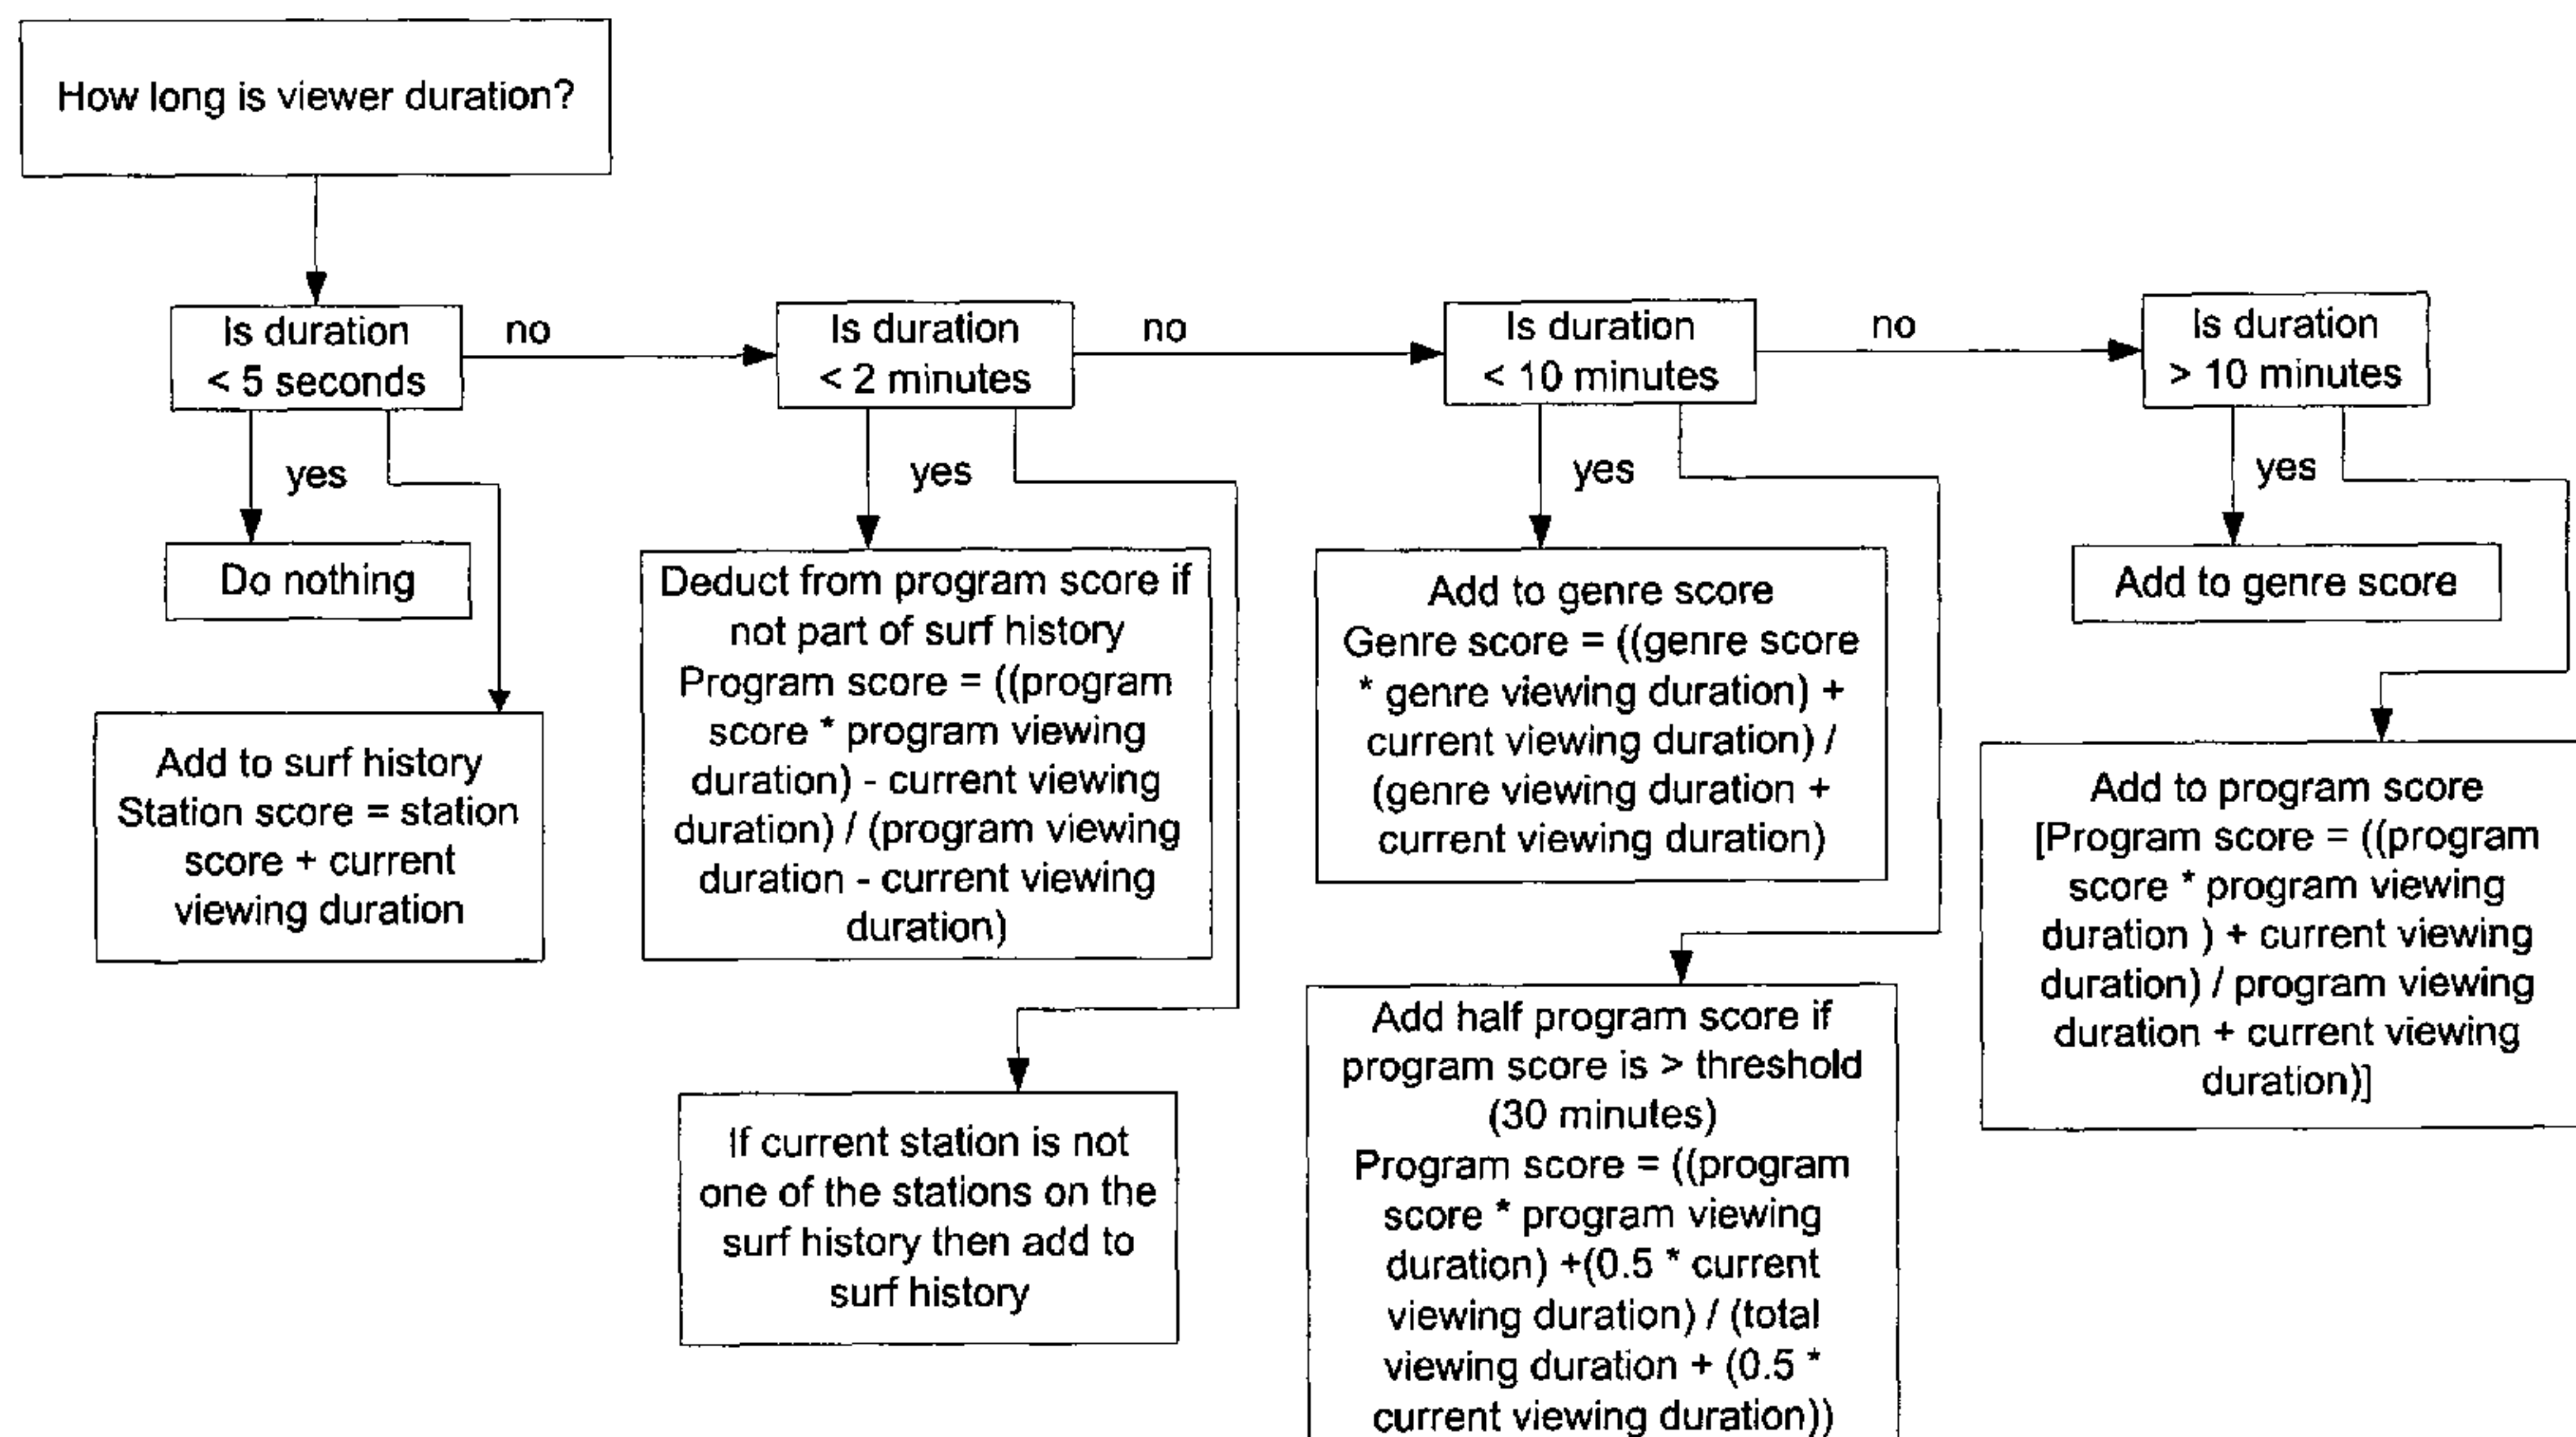 How long is viewer duration?
Is duration
< 5 seconds
no
Is duration
< 2 minutes
no
Is duration
< 10 minutes
no
Is duration
> 10 minutes
yes
Do nothing
Add to surf history
Station score = station
score + current
viewing duration
yes
Deduct from program score if
not part of surf history
Program score = ((program
score * program viewing
duration) - current viewing
duration) / (program viewing
duration - current viewing
duration)
If current station is not
one of the stations on the
surf history then add to
surf history
yes
Add to genre score
Genre score = ((genre score
* genre viewing duration) +
current viewing duration) /
(genre viewing duration +
current viewing duration)
Add half program score if
program score is > threshold
(30 minutes)
Program score = ((program
score * program viewing
duration) +(0.5 * current
viewing duration) / (total
viewing duration + (0.5 *
current viewing duration))
yes
Add to genre score
Add to program score
[Program score = ((program
score * program viewing
duration ) + current viewing
duration) / program viewing
duration + current viewing
duration)]